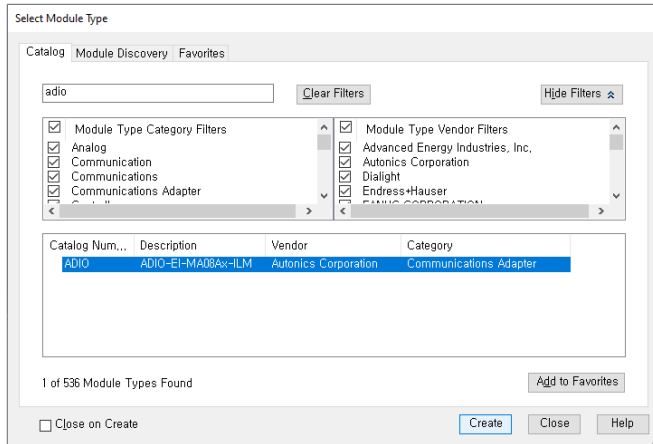 Select Module Type
Catalog Module Discovery Favorites
adio Clear Filters Hide Filters
Module Type Category Filters
Analog
Communication
Communications
Communications Adapter
Module Type Vendor Filters
Advanced Energy Industries, Inc,
Autonics Corporation
Dialight
Endress+Hauser
FANUC CORPORATION
Catalog Num... Description Vendor Category
ADIO ADIO-EI-MA08Ax-ILM Autonics Corporation Communications Adapter
1 of 536 Module Types Found Add to Favorites
Close on Create Create Close Help